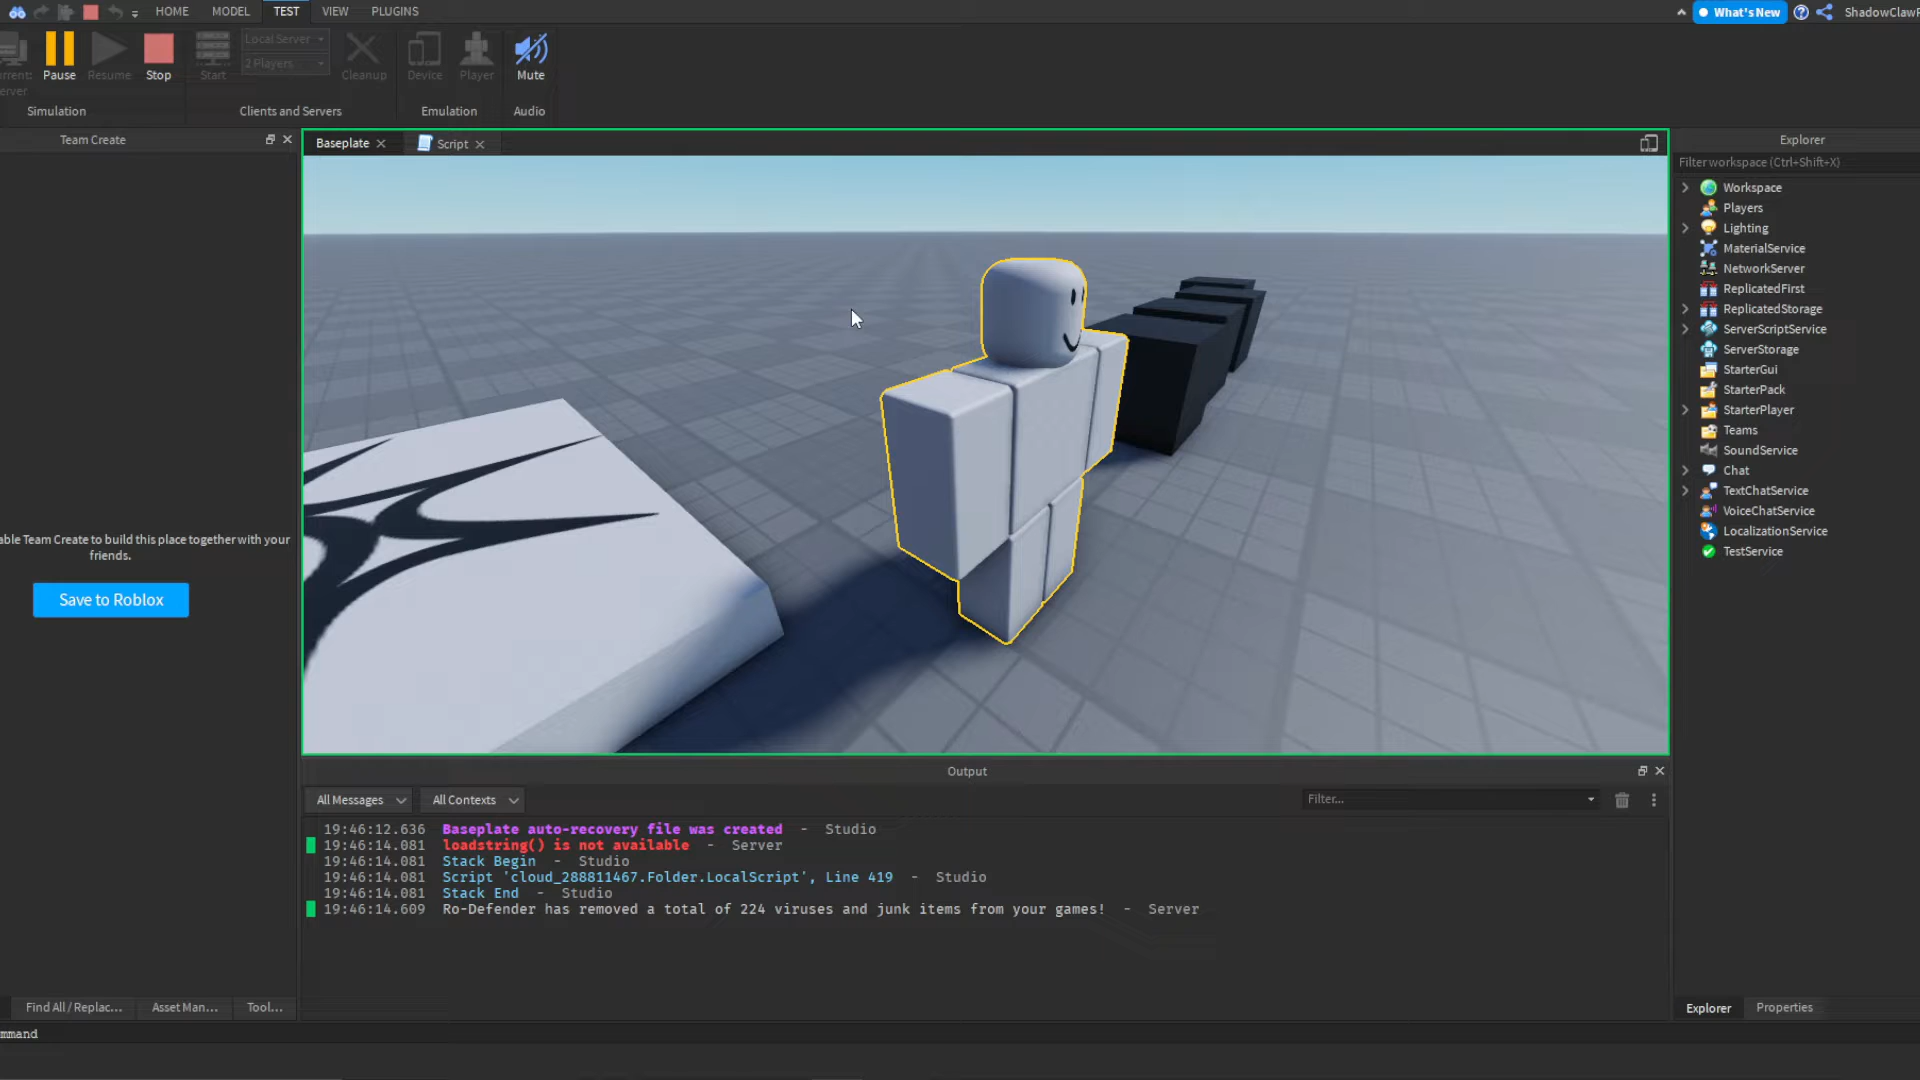 HOME MODEL TEST VIEW PLUGINS
What's New
Pause Resume Stop Start Local Server 2 Players Cleanup Device Player Mute
Simulation Clients and Servers Emulation Audio
Team Create
Baseplate Script
Explorer
Filter workspace (Ctrl+Shift+X)
Workspace
Players
Lighting
MaterialService
NetworkServer
ReplicatedFirst
ReplicatedStorage
ServerScriptService
ServerStorage
StarterGui
StarterPack
StarterPlayer
Teams
SoundService
Chat
TextChatService
VoiceChatService
LocalizationService
TestService
able Team Create to build this place together with your
friends.
Save to Roblox
Output
All Messages All Contexts Filter...
19:46:12.636 Baseplate auto-recovery file was created - Studio
19:46:14.081 loadstring() is not available - Server
19:46:14.081 Stack Begin - Studio
19:46:14.081 Script 'cloud_288811467.Folder.LocalScript', Line 419 - Studio
19:46:14.081 Stack End - Studio
19:46:14.609 Ro-Defender has removed a total of 224 viruses and junk items from your games! - Server
Find All / Replac... Asset Man... Tool...
Explorer Properties
mmand